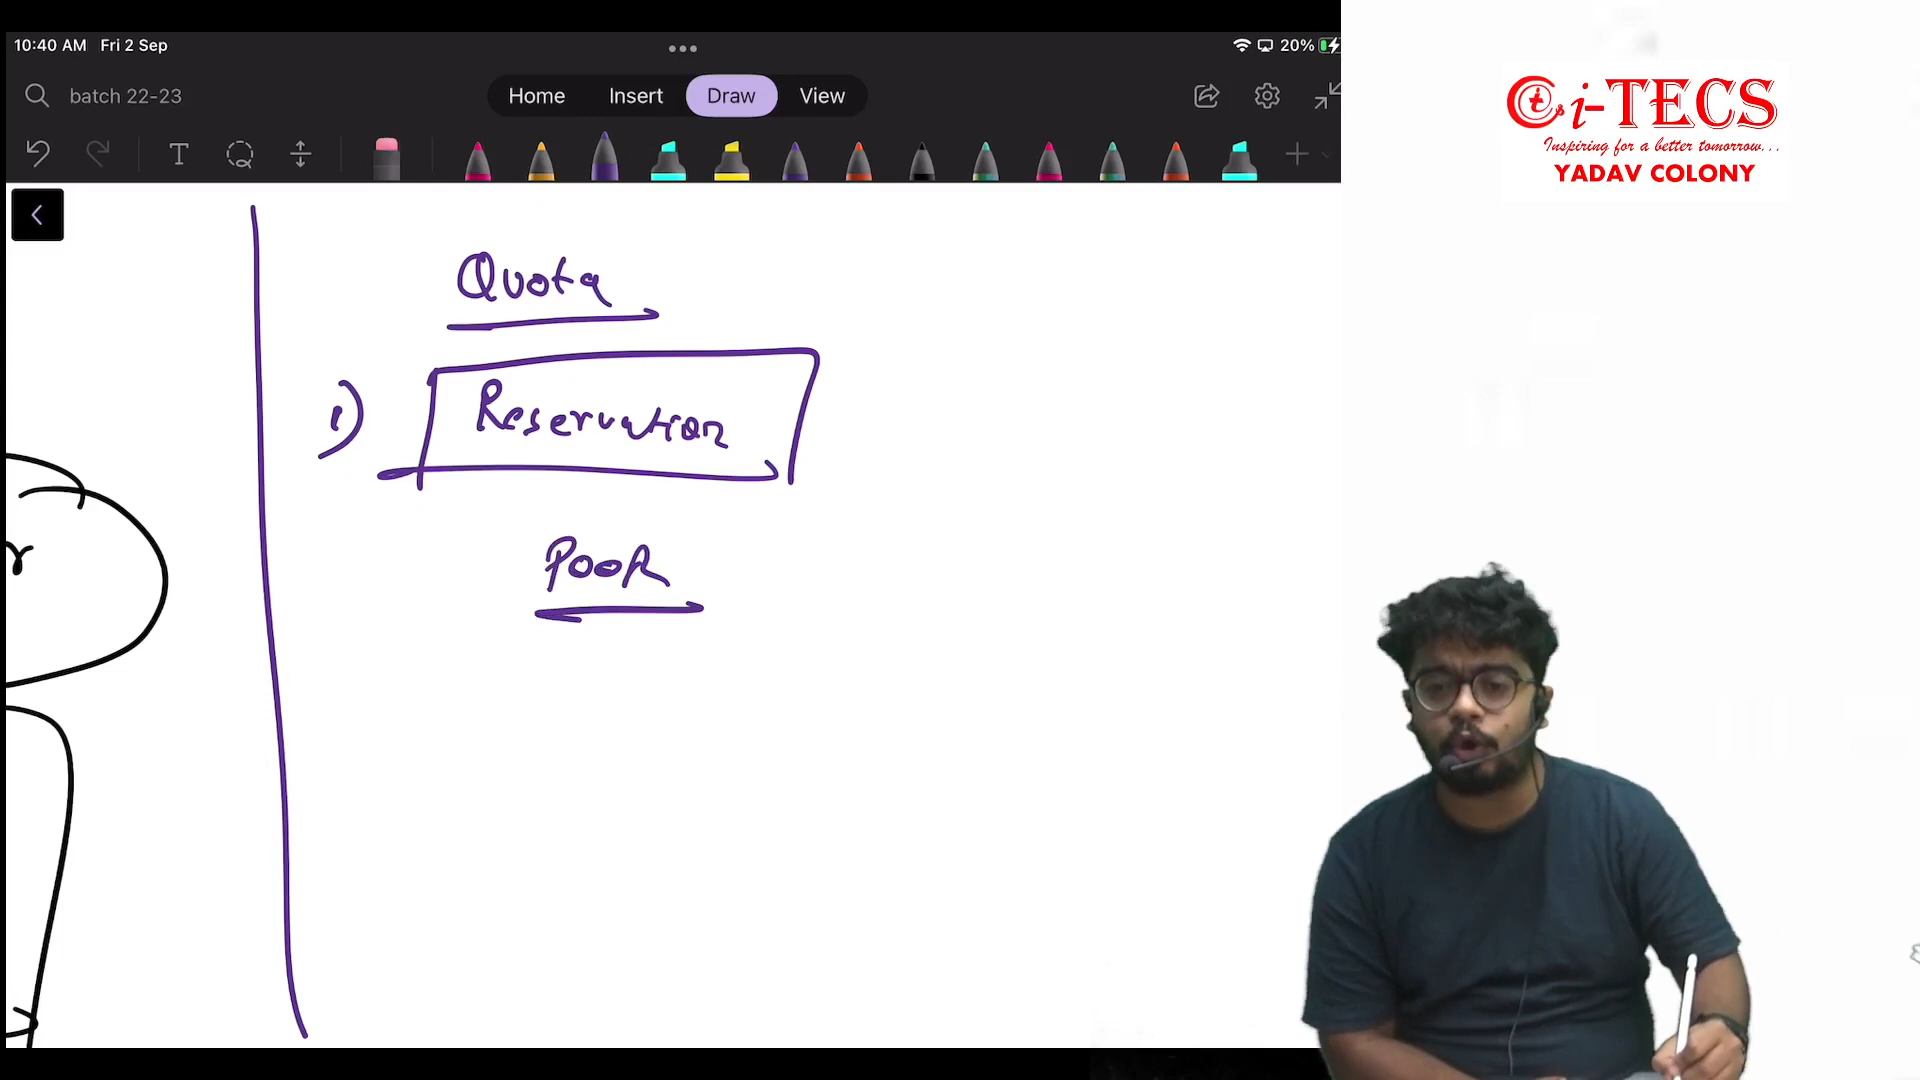 10:40 AM Fri 2 Sep
20%
batch 22-23
Home Insert Draw View
T
i-TECS
Inspiring for a better tomorrow...
YADAV COLONY
Quota
1) Reservation
Poor
r